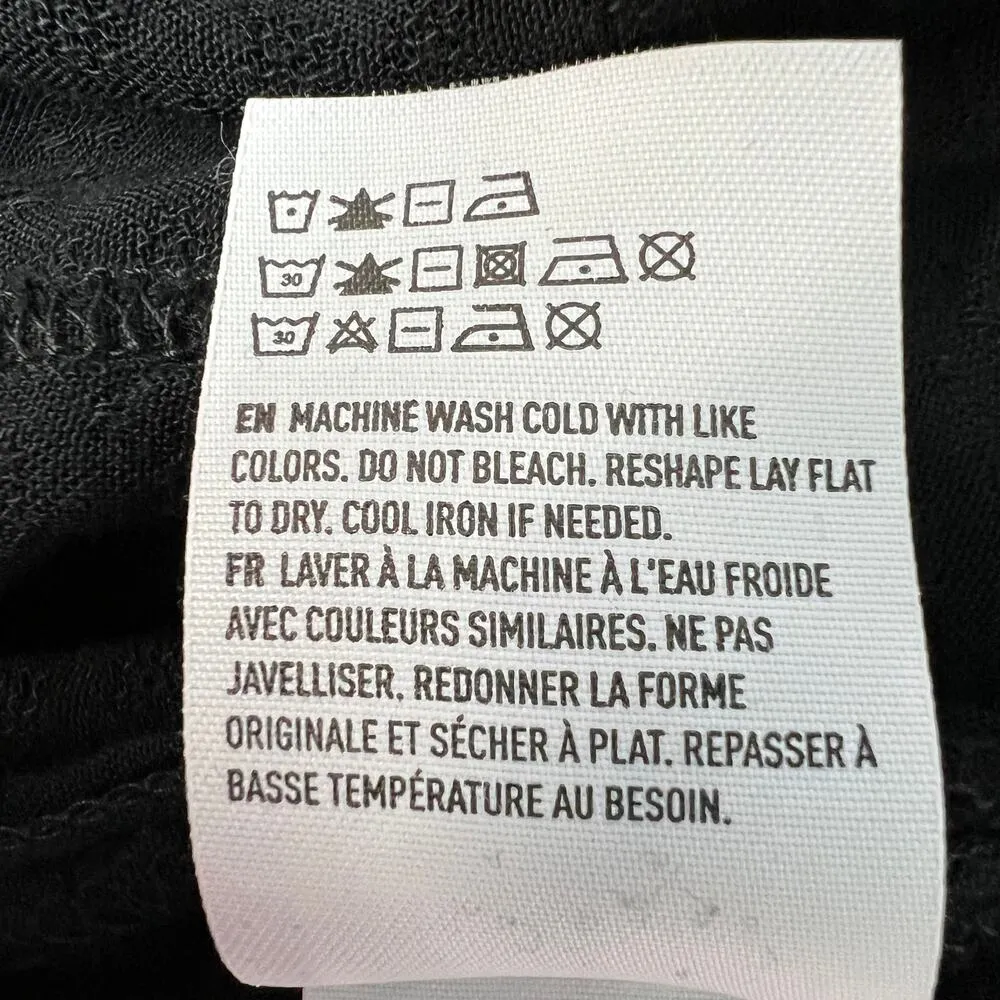 30
30
EN MACHINE WASH COLD WITH LIKE
COLORS. DO NOT BLEACH. RESHAPE LAY FLAT
TO DRY. COOL IRON IF NEEDED.
FR LAVER À LA MACHINE À L'EAU FROIDE
AVEC COULEURS SIMILAIRES. NE PAS
JAVELLISER. REDONNER LA FORME
ORIGINALE ET SÉCHER À PLAT. REPASSER À
BASSE TEMPÉRATURE AU BESOIN.